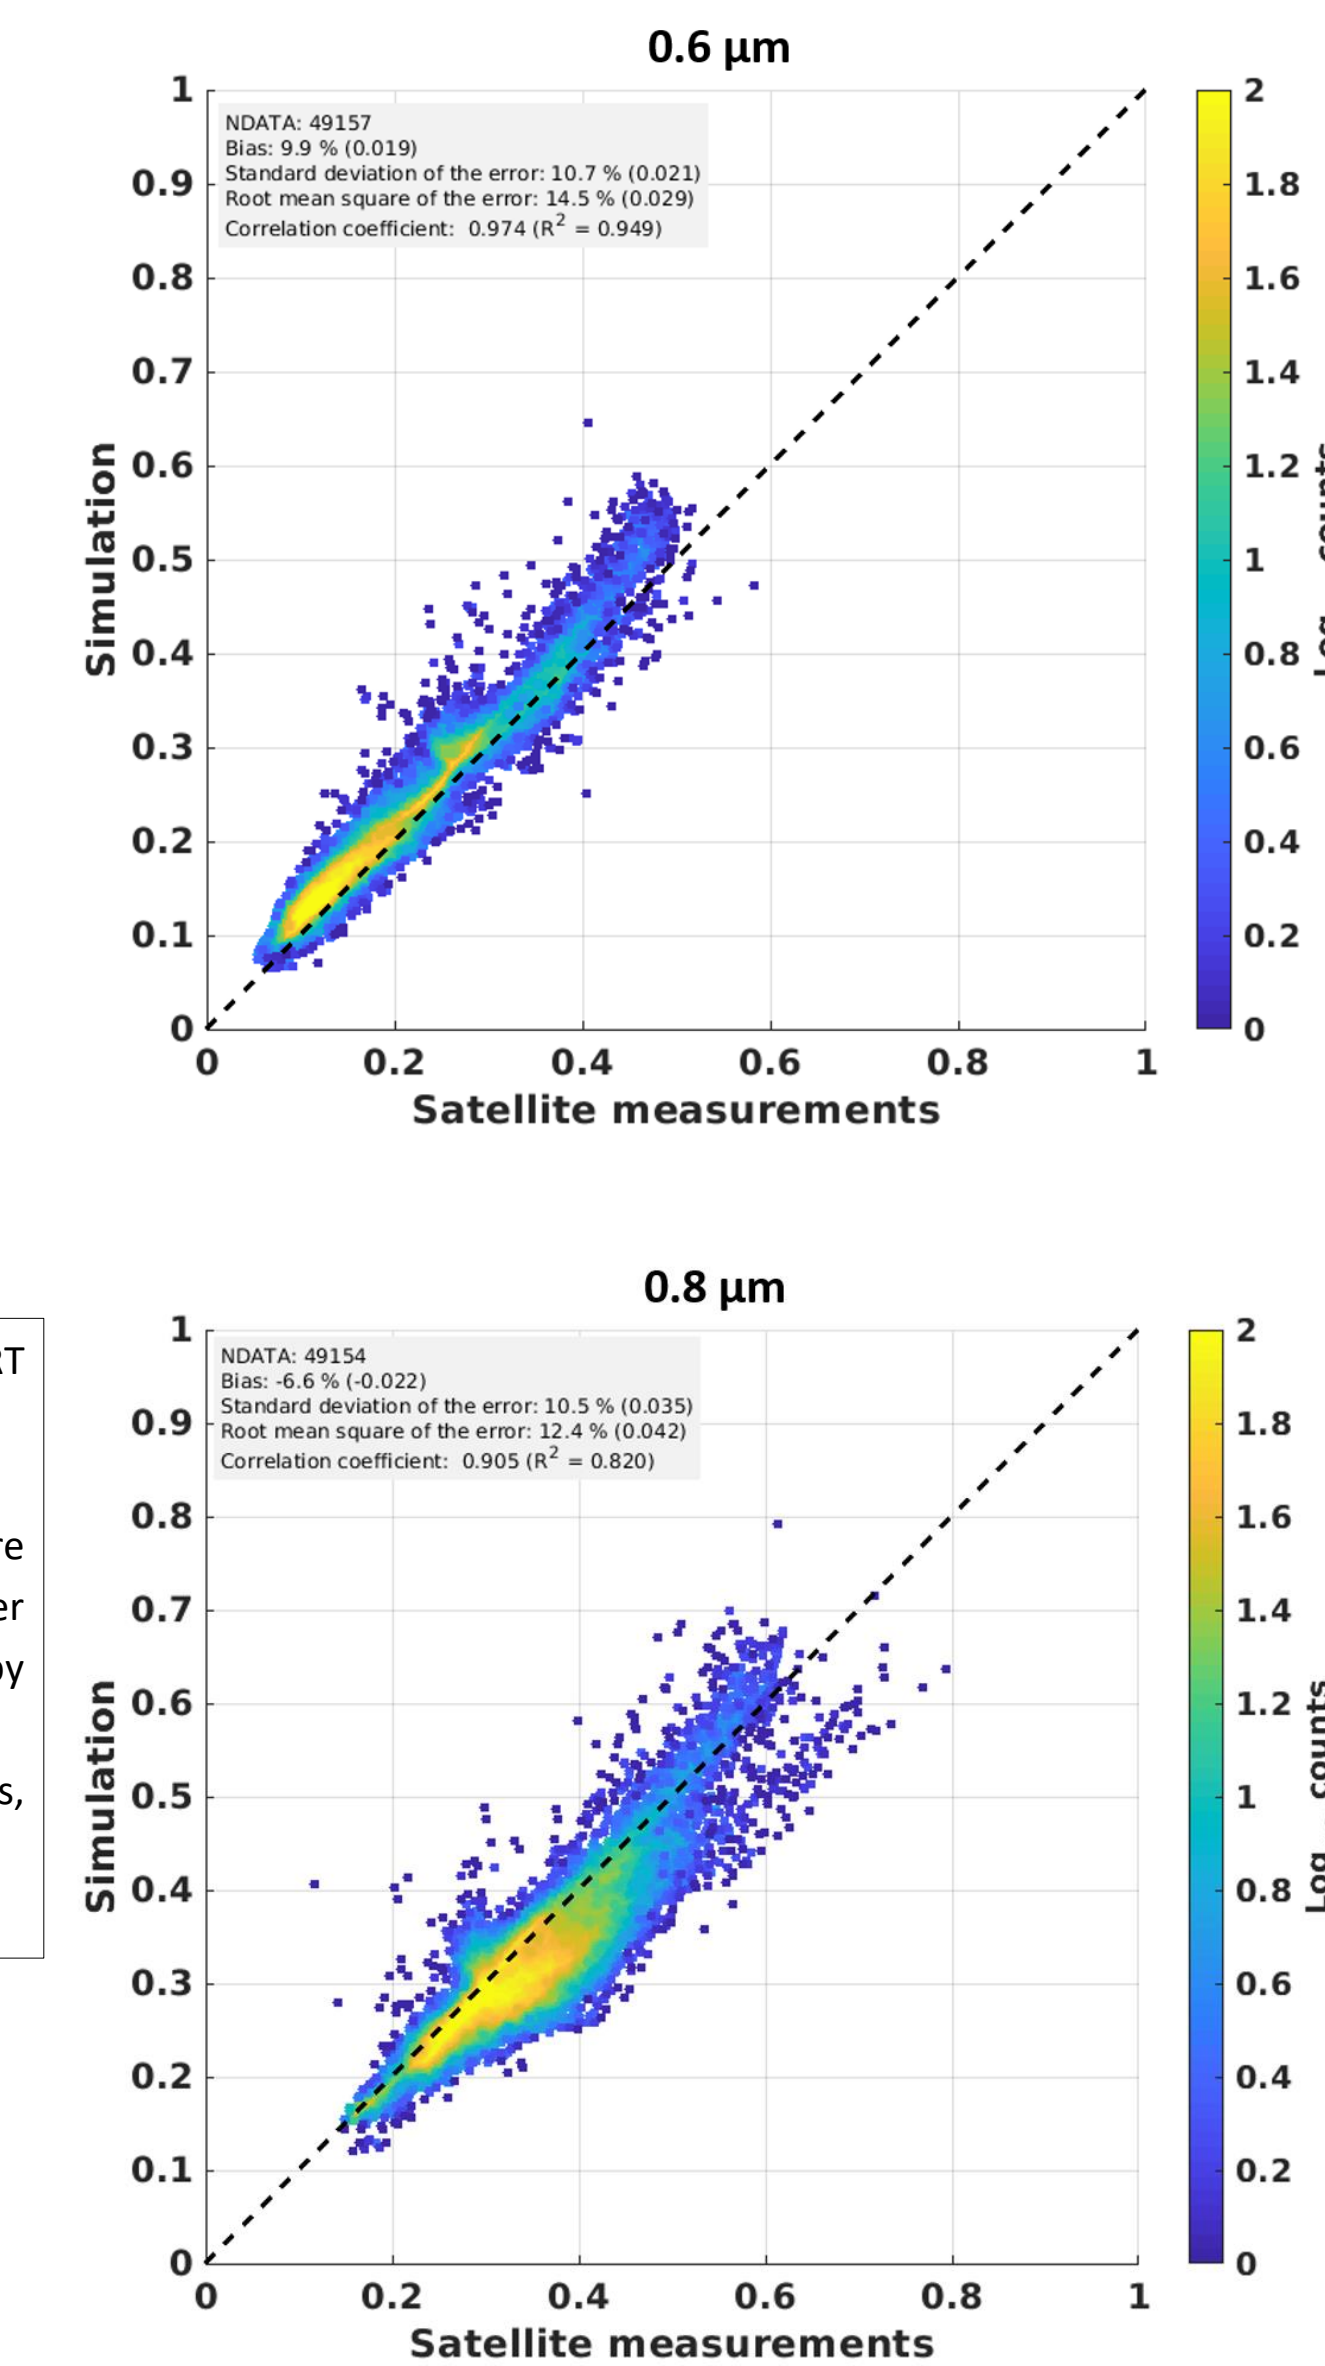 0.6 µm
1
0.9
0.8
0.7
0.6
0.5
0.4
0.3
0.2
0.1
0
NDATA: 49157
Bias: 9.9 % (0.019)
Standard deviation of the error: 10.7 % (0.021)
Root mean square of the error: 14.5 % (0.029)
Correlation coefficient: 0.974 (R² = 0.949)
Simulation
0 0.2 0.4 0.6 0.8 1
Satellite measurements
2
1.8
1.6
1.4
1.2
1
0.8
0.6
0.4
0.2
0
counts
0.8 µm
1
0.9
0.8
0.7
0.6
0.5
0.4
0.3
0.2
0.1
0
NDATA: 49154
Bias: -6.6 % (-0.022)
Standard deviation of the error: 10.5 % (0.035)
Root mean square of the error: 12.4 % (0.042)
Correlation coefficient: 0.905 (R² = 0.820)
Simulation
0 0.2 0.4 0.6 0.8 1
Satellite measurements
2
1.8
1.6
1.4
1.2
1
0.8
0.6
0.4
0.2
0
Log counts